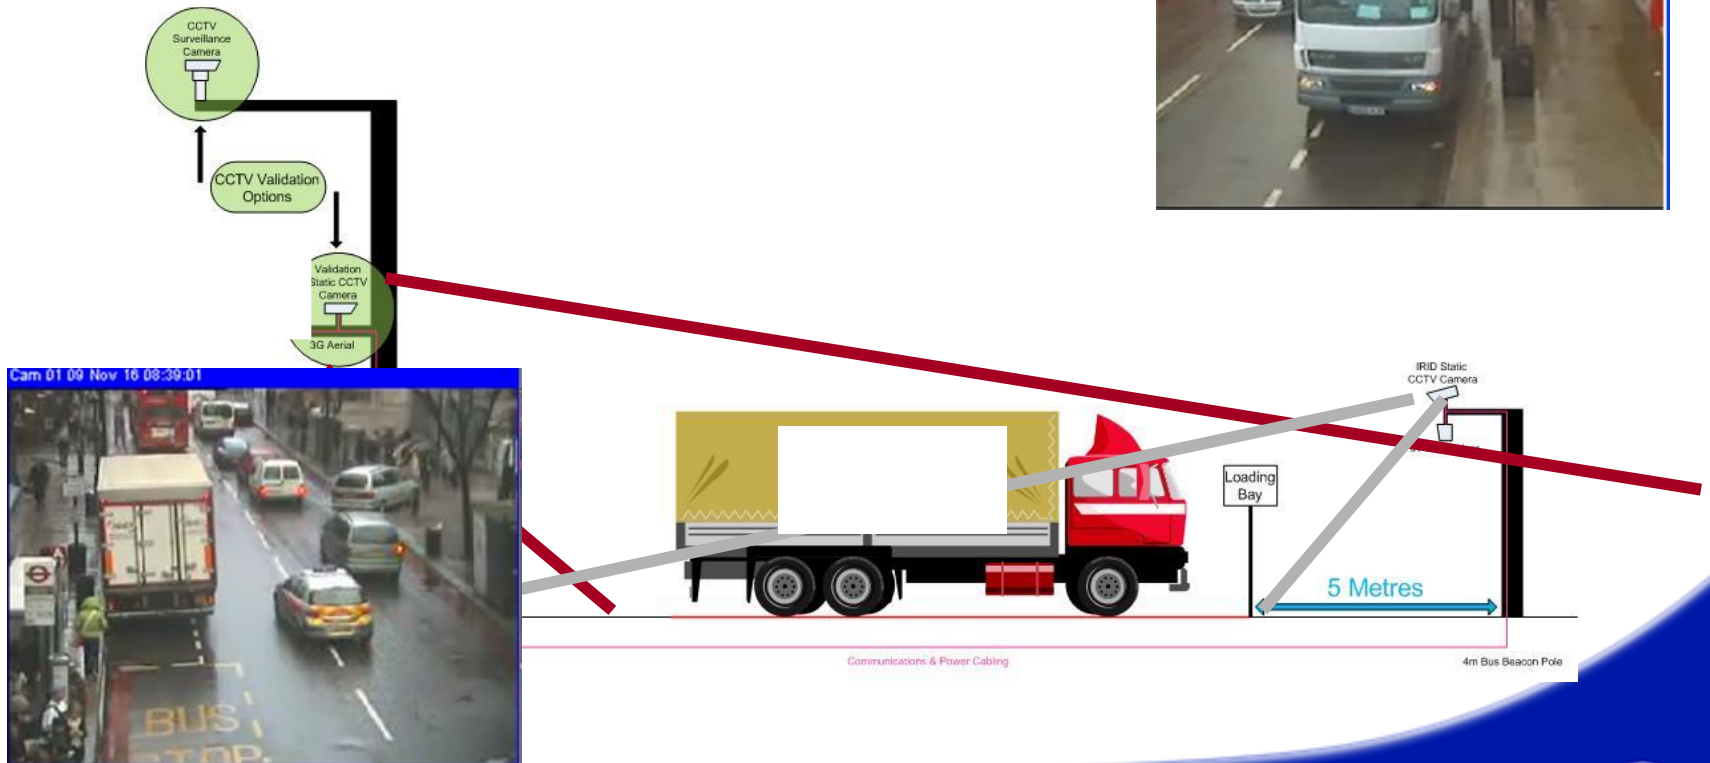 CCTV
Surveillance
Camera
CCTV Validation
Options
Validation
Static CCTV
Camera
3G Aerial
Cam 01 09 Nov 16 08:39:01
BUS
STOP
IRID Static
CCTV Camera
Loading
Bay
5 Metres
Communications & Power Cabling
4m Bus Beacon Pole